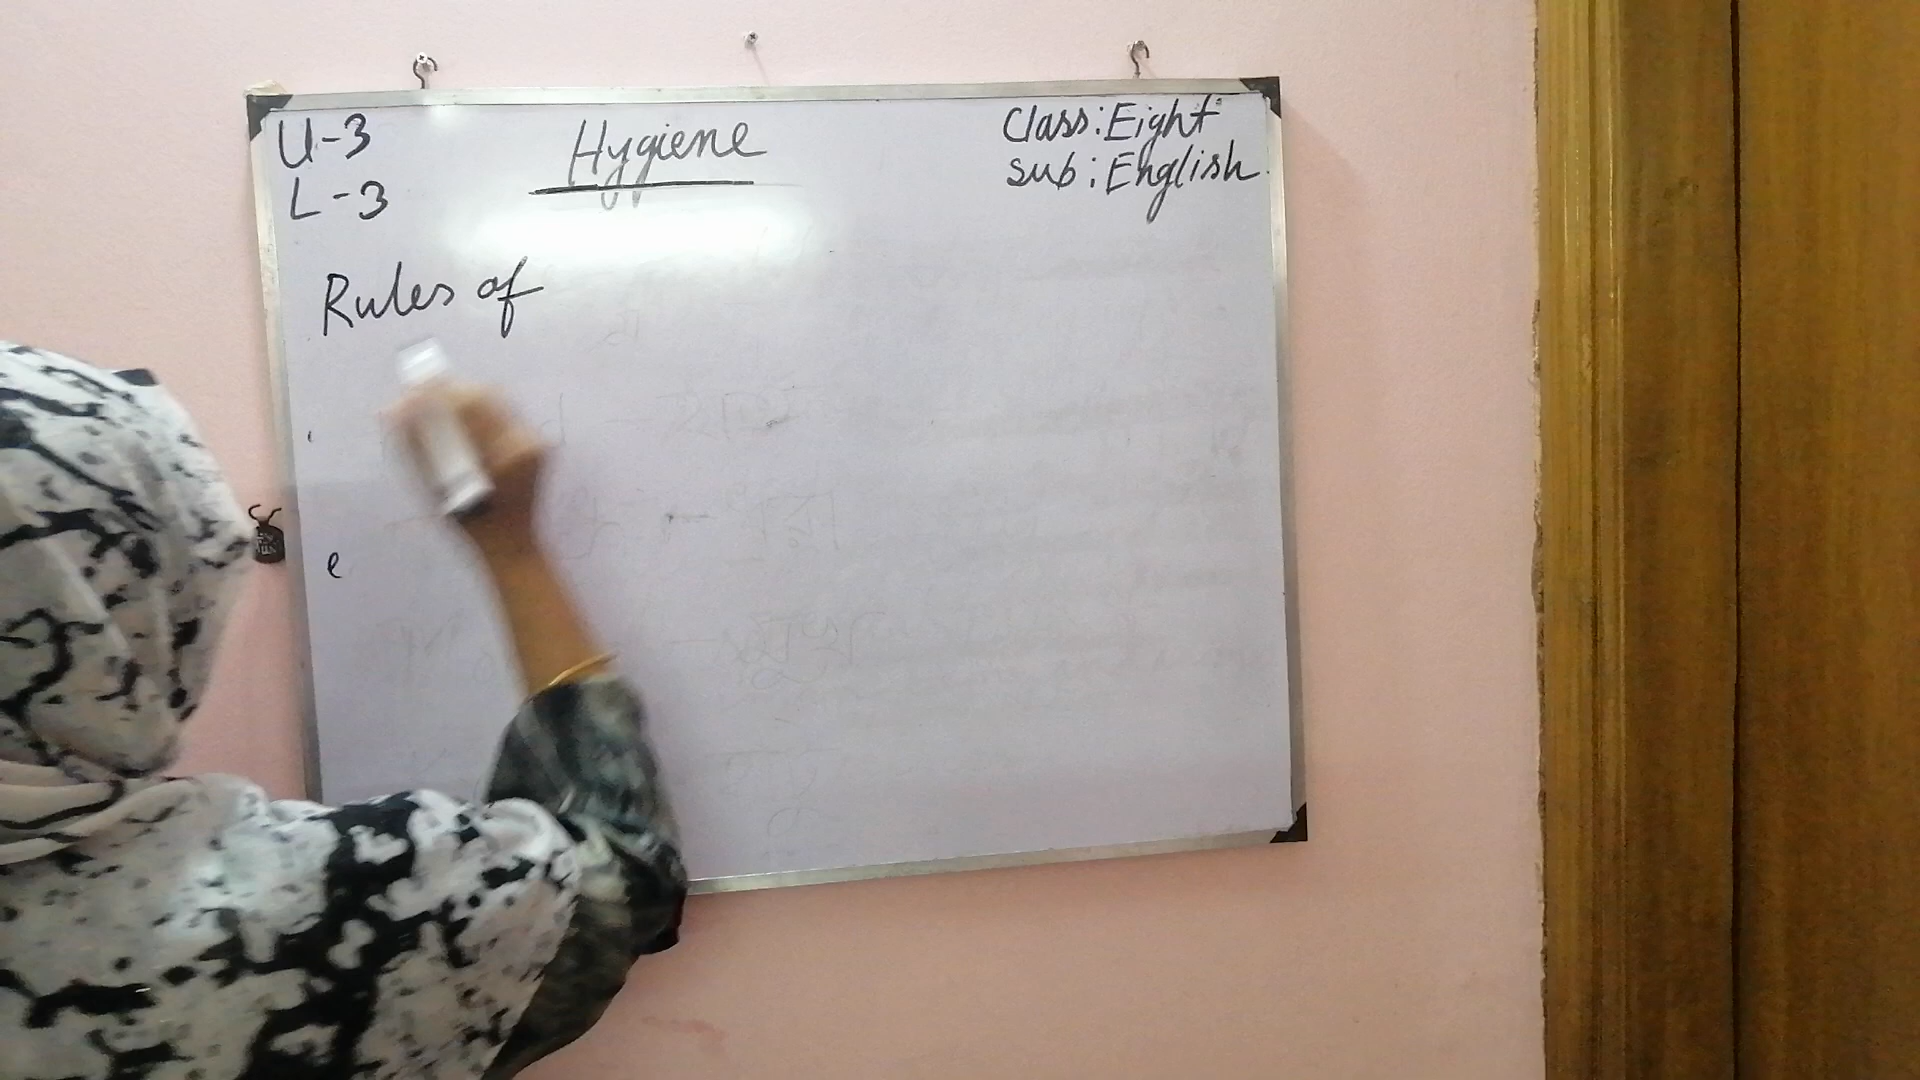 U-3
L-3
Hygiene
Class: Eight
Sub: English
Rules of
e